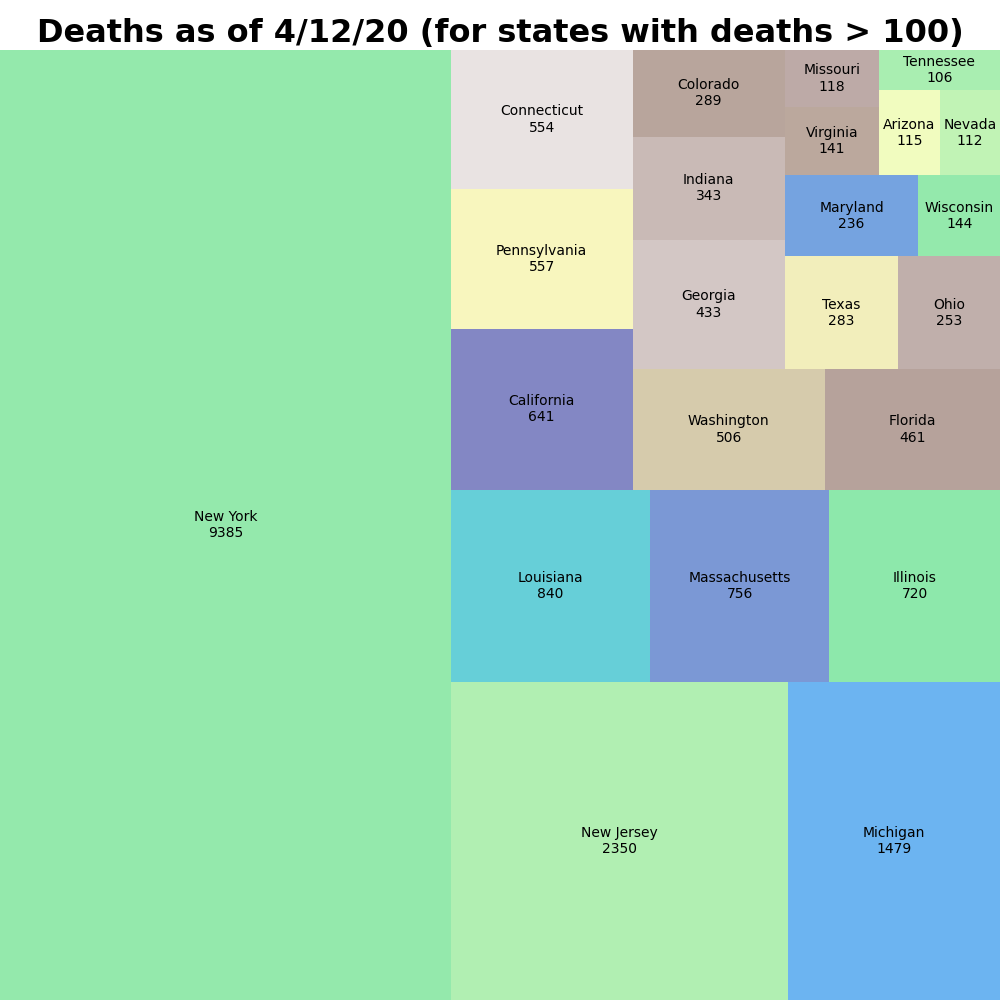 Deaths as of 4/12/20 (for states with deaths > 100)
New York
9385
Connecticut
554
Pennsylvania
557
California
641
Colorado
289
Indiana
343
Georgia
433
Missouri
118
Virginia
141
Tennessee
106
Arizona
115
Nevada
112
Maryland
236
Wisconsin
144
Texas
283
Ohio
253
Washington
506
Florida
461
Louisiana
840
Massachusetts
756
Illinois
720
New Jersey
2350
Michigan
1479